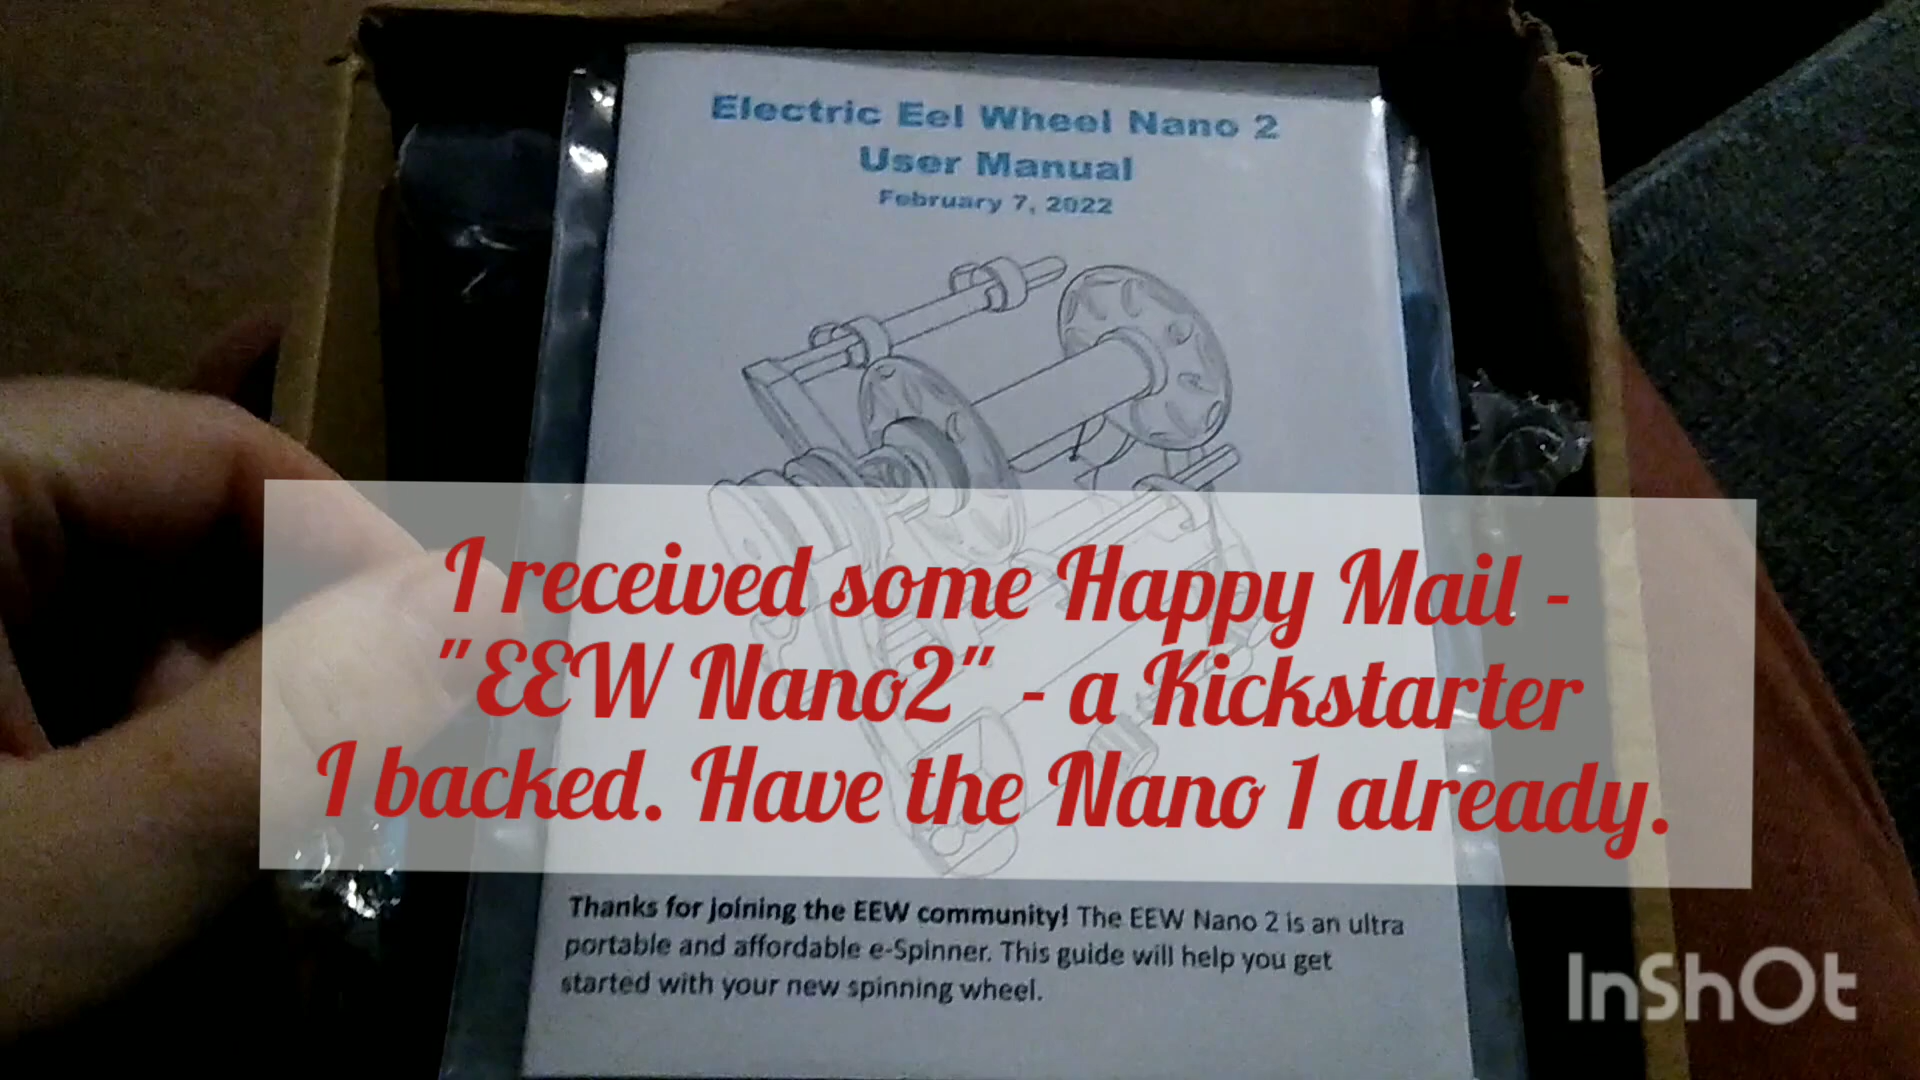 Electric Eel Wheel Nano 2
User Manual
February 7, 2022
I received some Happy Mail -
"EEW Nano2" - a Kickstarter
I backed. Have the Nano 1 already.
Thanks for joining the EEW community! The EEW Nano 2 is an ultra
portable and affordable e-Spinner. This guide will help you get
started with your new spinning wheel.
InShOt